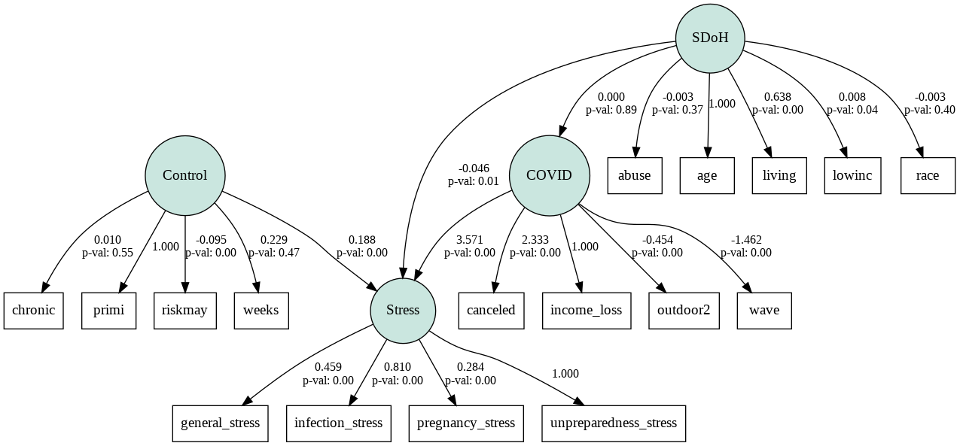 SDoH
0.000
p-val: 0.89
-0.003
p-val: 0.37
1.000
0.638
p-val: 0.00
0.008
p-val: 0.04
-0.003
p-val: 0.40
-0.046
p-val: 0.01
Control
COVID
abuse
age
living
lowinc
race
0.010
p-val: 0.55
1.000
-0.095
p-val: 0.00
0.229
p-val: 0.47
0.188
p-val: 0.00
3.571
p-val: 0.00
2.333
p-val: 0.00
1.000
-0.454
p-val: 0.00
-1.462
p-val: 0.00
chronic
primi
riskmay
weeks
Stress
canceled
income_loss
outdoor2
wave
0.459
p-val: 0.00
0.810
p-val: 0.00
0.284
p-val: 0.00
1.000
general_stress
infection_stress
pregnancy_stress
unpreparedness_stress